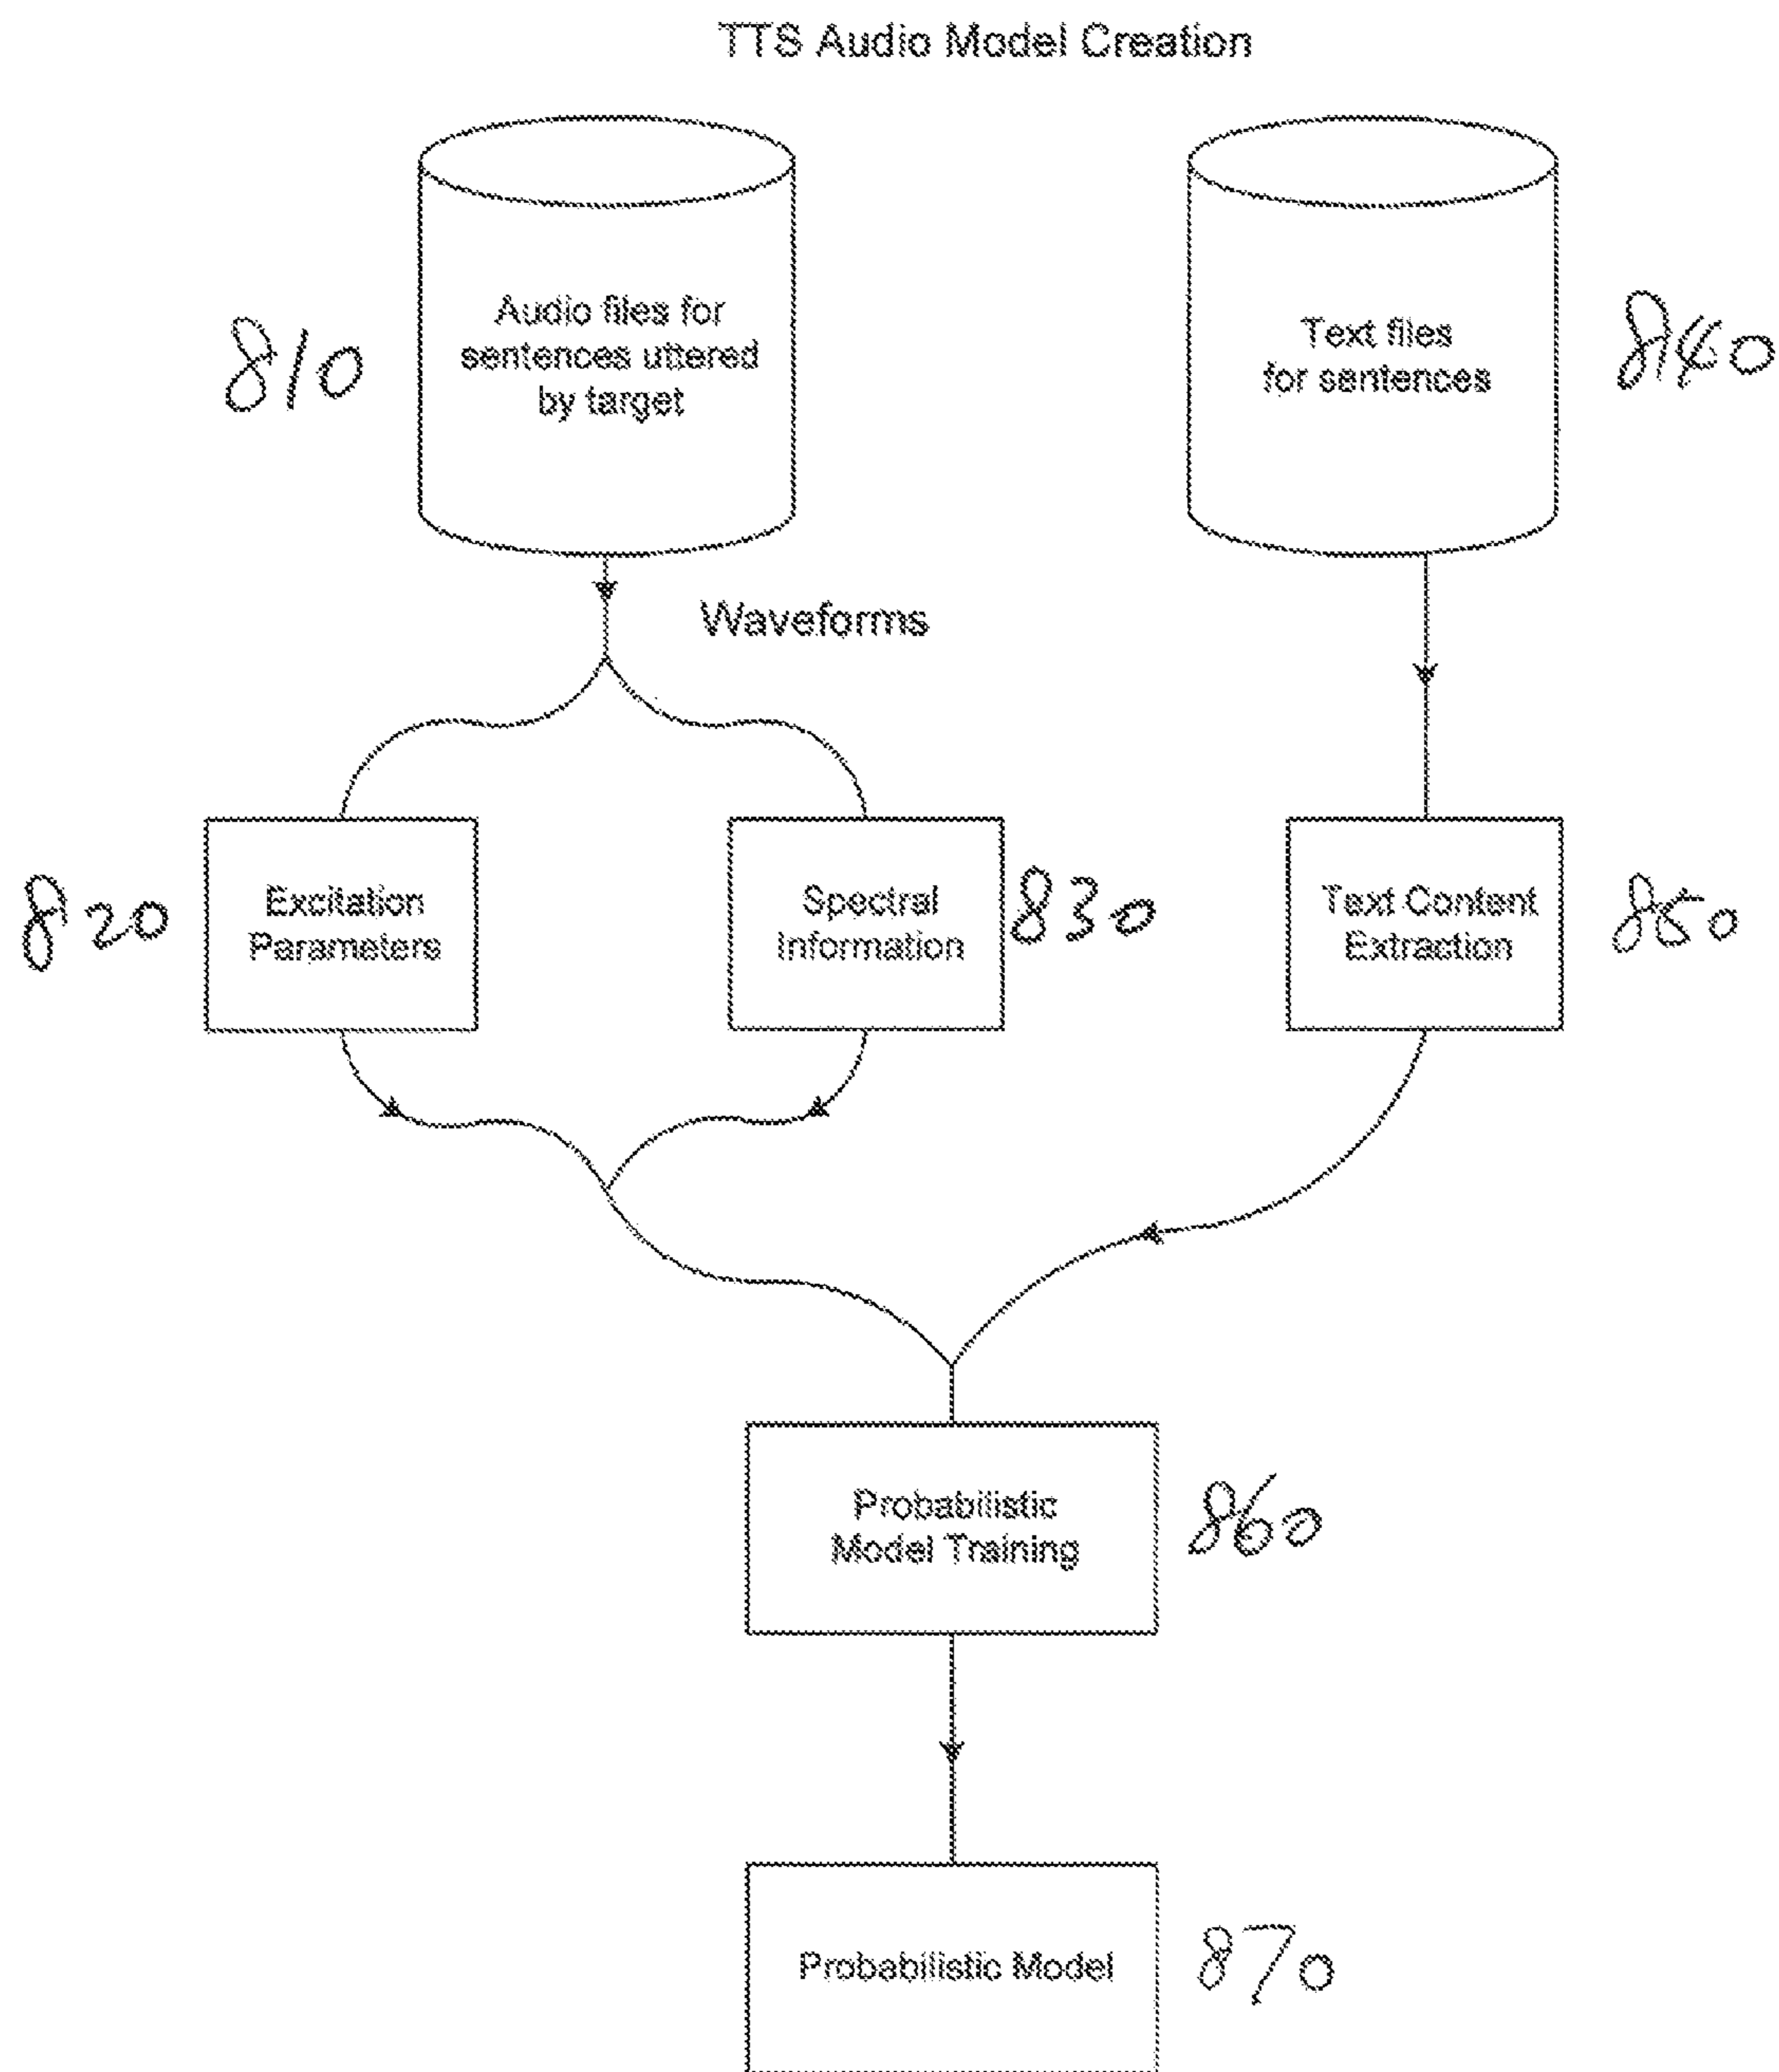 TTS Audio Model Creation
Audio files for
sentences uttered
by target
810
Text files
for sentences
840
Waveforms
820
Excitation
Parameters
Spectral
Information
830
Text Content
Extraction
850
Probabilistic
Model Training
860
Probabilistic Model
870